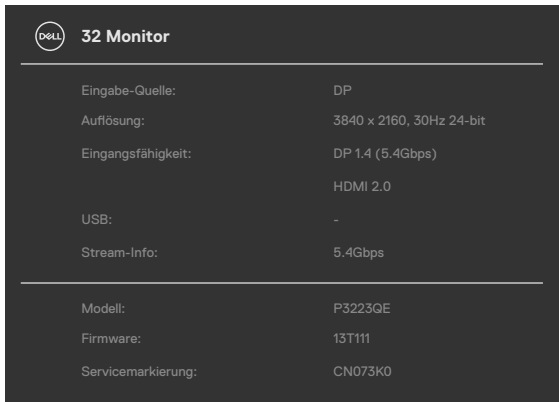 DELL 32 Monitor
Eingabe-Quelle: DP
Auflösung: 3840 x 2160, 30Hz 24-bit
Eingangsfähigkeit: DP 1.4 (5.4Gbps)
HDMI 2.0
USB: -
Stream-Info: 5.4Gbps
Modell: P3223QE
Firmware: 13T111
Servicemarkierung: CN073K0